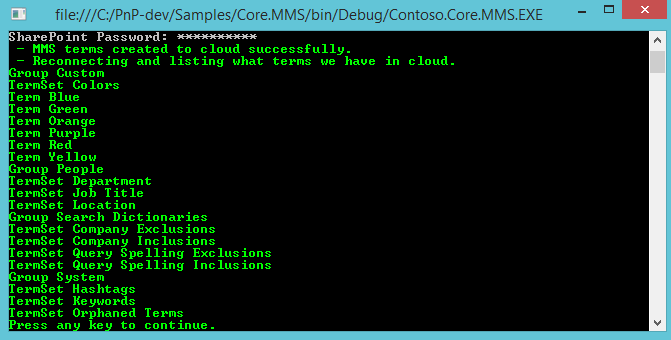 file:///C:/PnP-dev/Samples/Core.MMS/bin/Debug/Contoso.Core.MMS.EXE
SharePoint Password: **********
- MMS terms created to cloud successfully.
- Reconnecting and listing what terms we have in cloud.
Group Custom
TermSet Colors
Term Blue
Term Green
Term Orange
Term Purple
Term Red
Term Yellow
Group People
TermSet Department
TermSet Job Title
TermSet Location
Group Search Dictionaries
TermSet Company Exclusions
TermSet Company Inclusions
TermSet Query Spelling Exclusions
TermSet Query Spelling Inclusions
Group System
TermSet Hashtags
TermSet Keywords
TermSet Orphaned Terms
Press any key to continue.